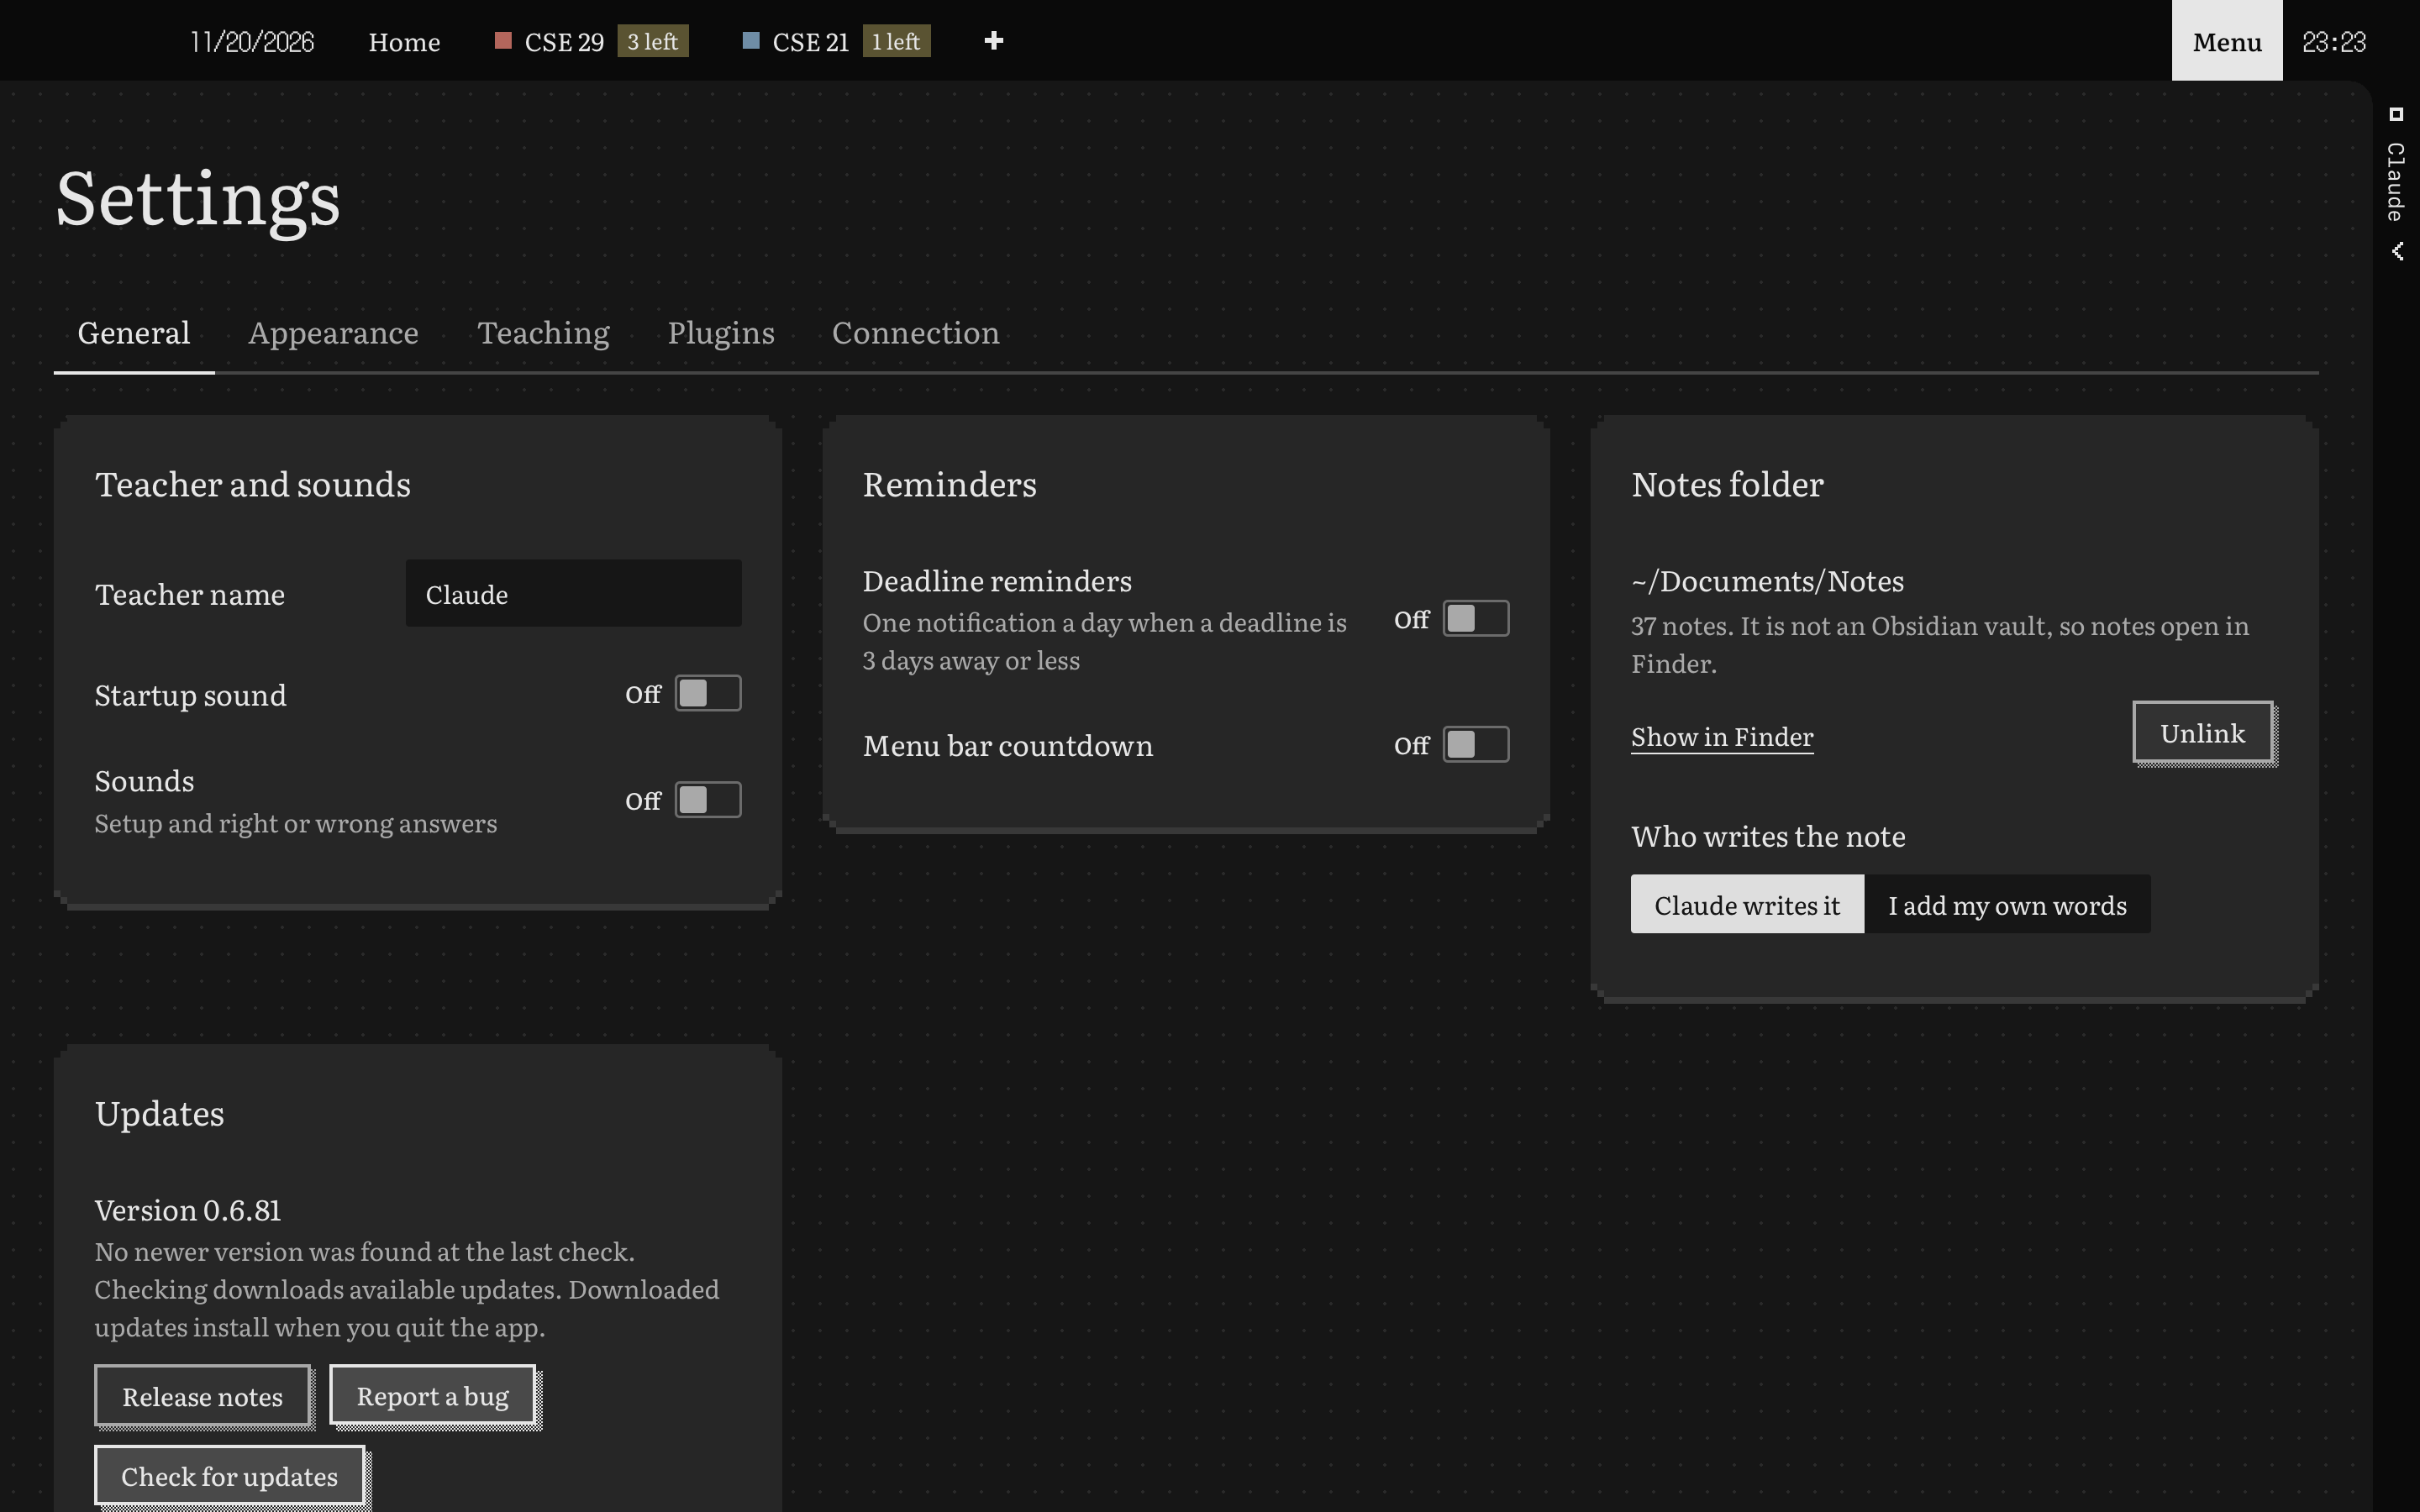 11/20/2026 Home CSE 29 3 left CSE 21 1 left Menu 23:23
Claude
Settings
General Appearance Teaching Plugins Connection
Teacher and sounds
Teacher name Claude
Startup sound Off
Sounds Off
Setup and right or wrong answers
Reminders
Deadline reminders
One notification a day when a deadline is
3 days away or less
Off
Menu bar countdown Off
Notes folder
~/Documents/Notes
37 notes. It is not an Obsidian vault, so notes open in
Finder.
Show in Finder Unlink
Who writes the note
Claude writes it I add my own words
Updates
Version 0.6.81
No newer version was found at the last check.
Checking downloads available updates. Downloaded
updates install when you quit the app.
Release notes Report a bug
Check for updates